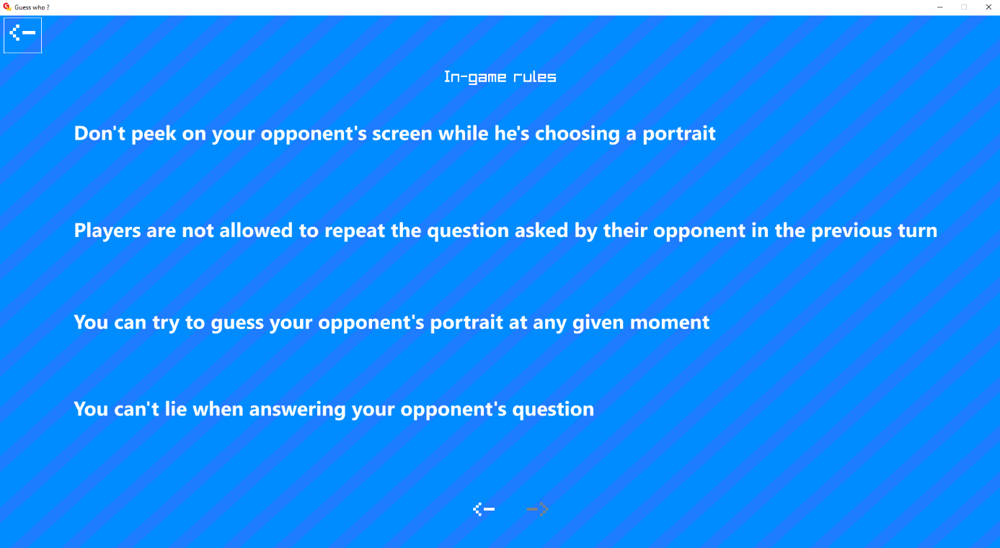 Guess who ?
<-
In-game rules
Don't peek on your opponent's screen while he's choosing a portrait
Players are not allowed to repeat the question asked by their opponent in the previous turn
You can try to guess your opponent's portrait at any given moment
You can't lie when answering your opponent's question
<- ->